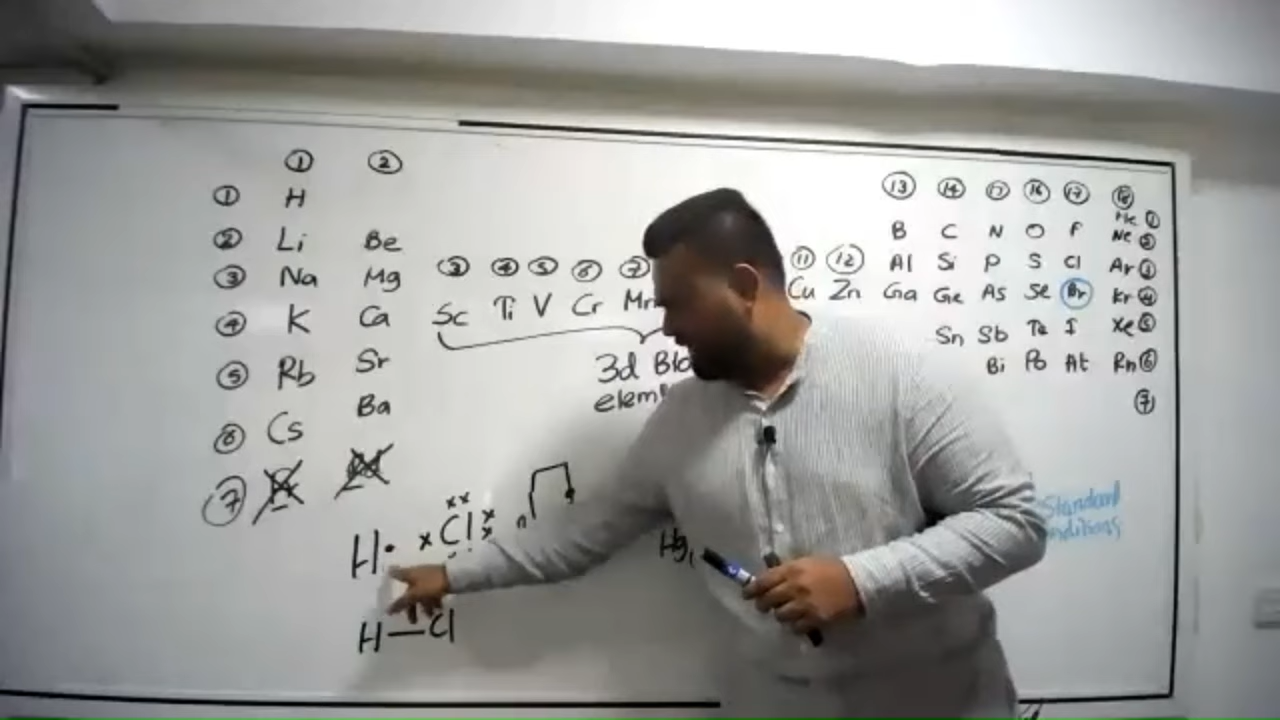 ① ②
① H
② Li Be
③ Na Mg
④ K Ca
⑤ Rb Sr
⑥ Cs Ba
⑦
③ ④ ⑤ ⑥ ⑦ ⑪ ⑫
Sc Ti V Cr Mn Cu Zn
3d Blo
elem
⑬ ⑭ ⑰ ⑯ ⑰ ⑱
B C N O F He ①
Ne ②
Al Si P S Cl Ar ③
Ga Ge As Se Br Kr ④
Sn Sb Te I Xe ⑤
Bi Po At Rn ⑥
⑦
H Cl n
H—Cl
Hg,
Standard
nditions